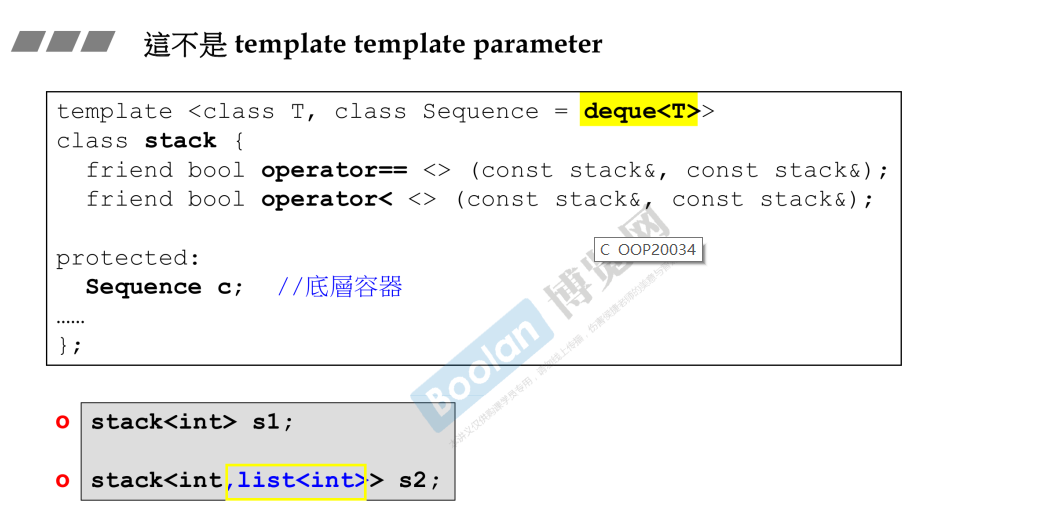 這不是 template template parameter
template <class T, class Sequence = deque<T>>
class stack {
friend bool operator== <> (const stack&, const stack&);
friend bool operator< <> (const stack&, const stack&);
C OOP20034
protected:
Sequence c; //底層容器
……
};
Boolan 博览网
o stack<int> s1;
o stack<int,list<int>> s2;